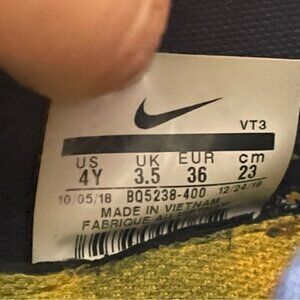 VT3
US UK EUR cm
4Y 3.5 36 23
10/05/18 BQ5238-400 12/24/18
MADE IN VIETNAM
FABRIQUE